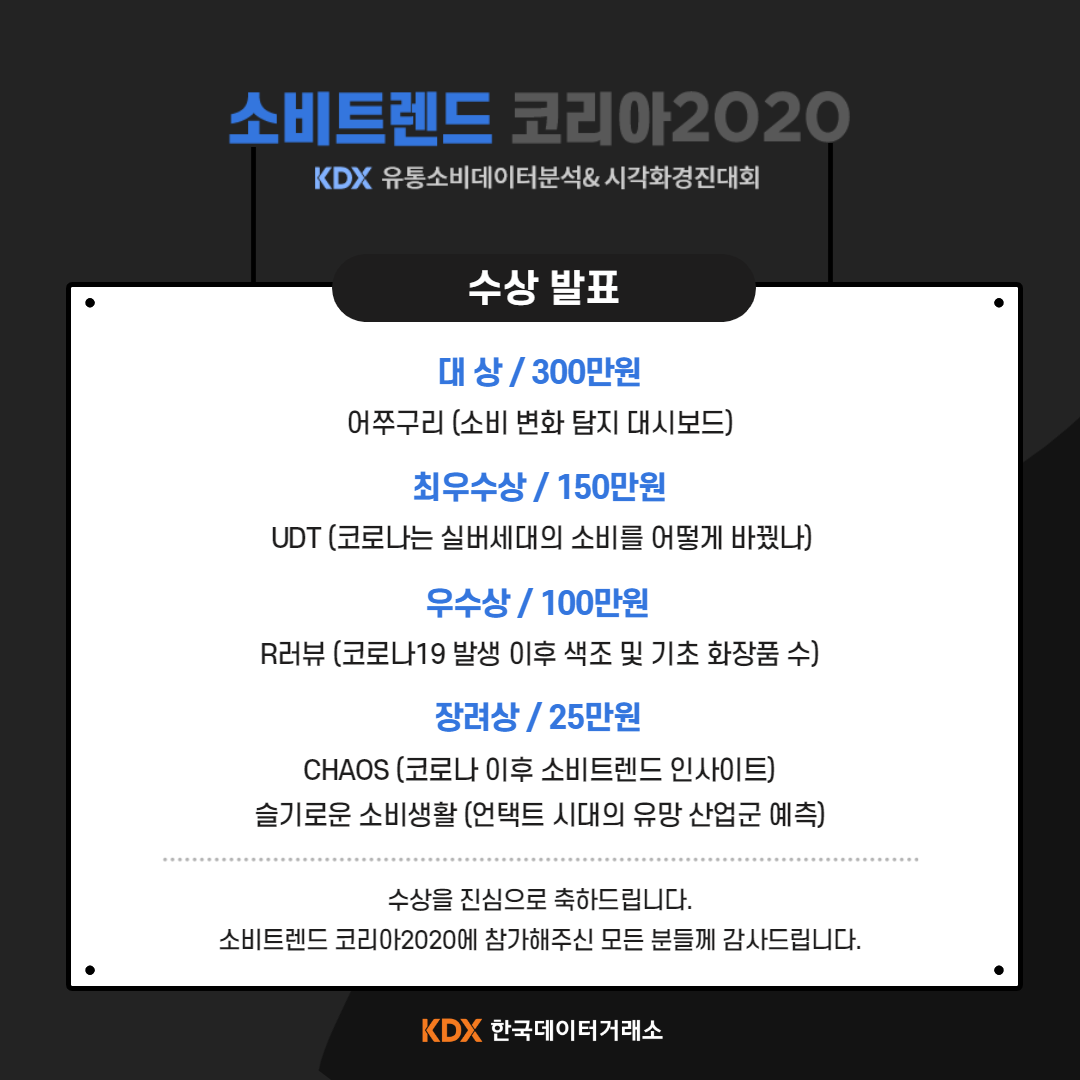 소비트렌드 코리아2020
KDX 유통소비데이터분석& 시각화경진대회
수상 발표
대 상 / 300만원
어쭈구리 (소비 변화 탐지 대시보드)
최우수상 / 150만원
UDT (코로나는 실버세대의 소비를 어떻게 바꿨나)
우수상 / 100만원
R러뷰 (코로나19 발생 이후 색조 및 기초 화장품 수)
장려상 / 25만원
CHAOS (코로나 이후 소비트렌드 인사이트)
슬기로운 소비생활 (언택트 시대의 유망 산업군 예측)
수상을 진심으로 축하드립니다.
소비트렌드 코리아2020에 참가해주신 모든 분들께 감사드립니다.
KDX 한국데이터거래소